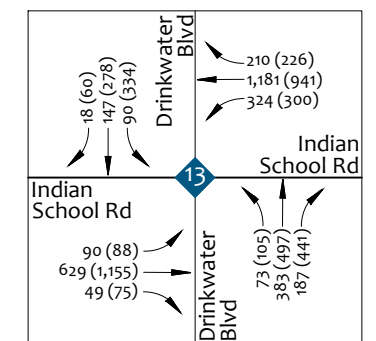 Drinkwater
Blvd
18 (60)
147 (278)
90 (334)
210 (226)
1,181 (941)
324 (300)
Indian
School Rd
13
Indian
School Rd
90 (88)
629 (1,155)
49 (75)
Drinkwater
Blvd
73 (105)
383 (497)
187 (441)